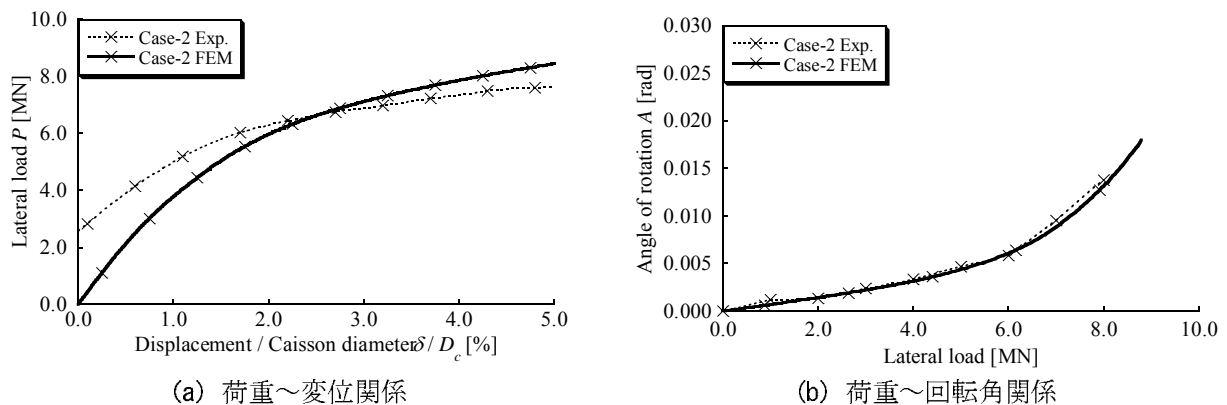 10.0
8.0
6.0
4.0
2.0
0.0
Lateral load P [MN]
Case-2 Exp.
Case-2 FEM
0.0 1.0 2.0 3.0 4.0 5.0
Displacement / Caisson diameterδ / Dc [%]
(a) 荷重～変位関係
0.030
0.025
0.020
0.015
0.010
0.005
0.000
Angle of rotation A [rad]
Case-2 Exp.
Case-2 FEM
0.0 2.0 4.0 6.0 8.0 10.0
Lateral load [MN]
(b) 荷重～回転角関係